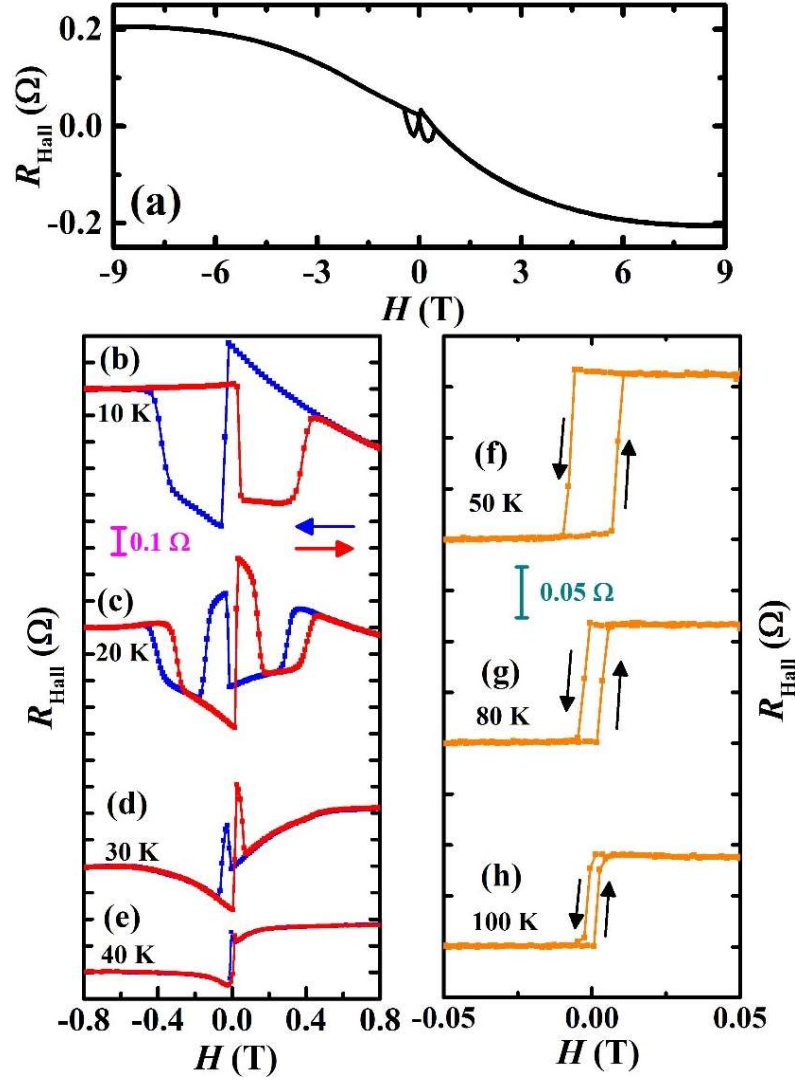 (a)
R_Hall (Ω)
0.2
0.0
-0.2
-9 -6 -3 0 3 6 9
H (T)
(b)
10 K
0.1 Ω
(c)
20 K
(d)
30 K
(e)
40 K
R_Hall (Ω)
-0.8 -0.4 0.0 0.4 0.8
H (T)
(f)
50 K
0.05 Ω
(g)
80 K
(h)
100 K
R_Hall (Ω)
-0.05 0.00 0.05
H (T)